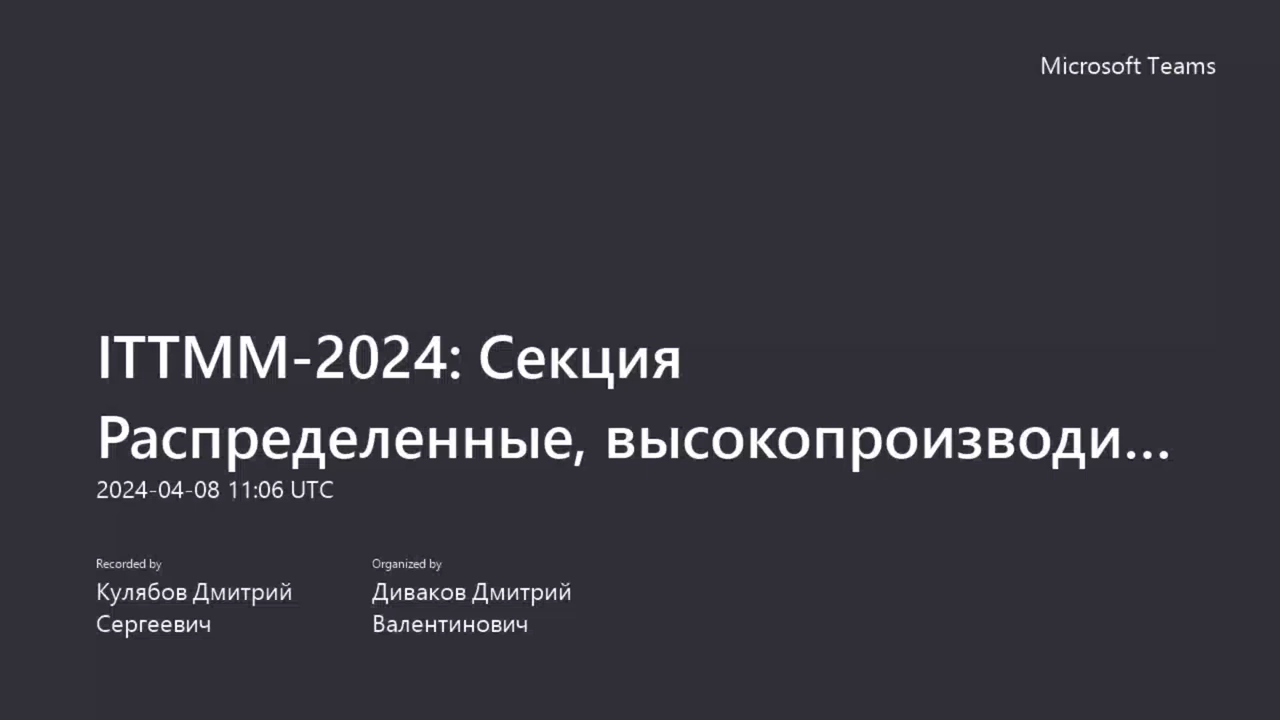 Microsoft Teams
ITTMM-2024: Секция
Распределенные, высокопроизводи...
2024-04-08 11:06 UTC
Recorded by
Organized by
Кулябов Дмитрий
Сергеевич
Диваков Дмитрий
Валентинович